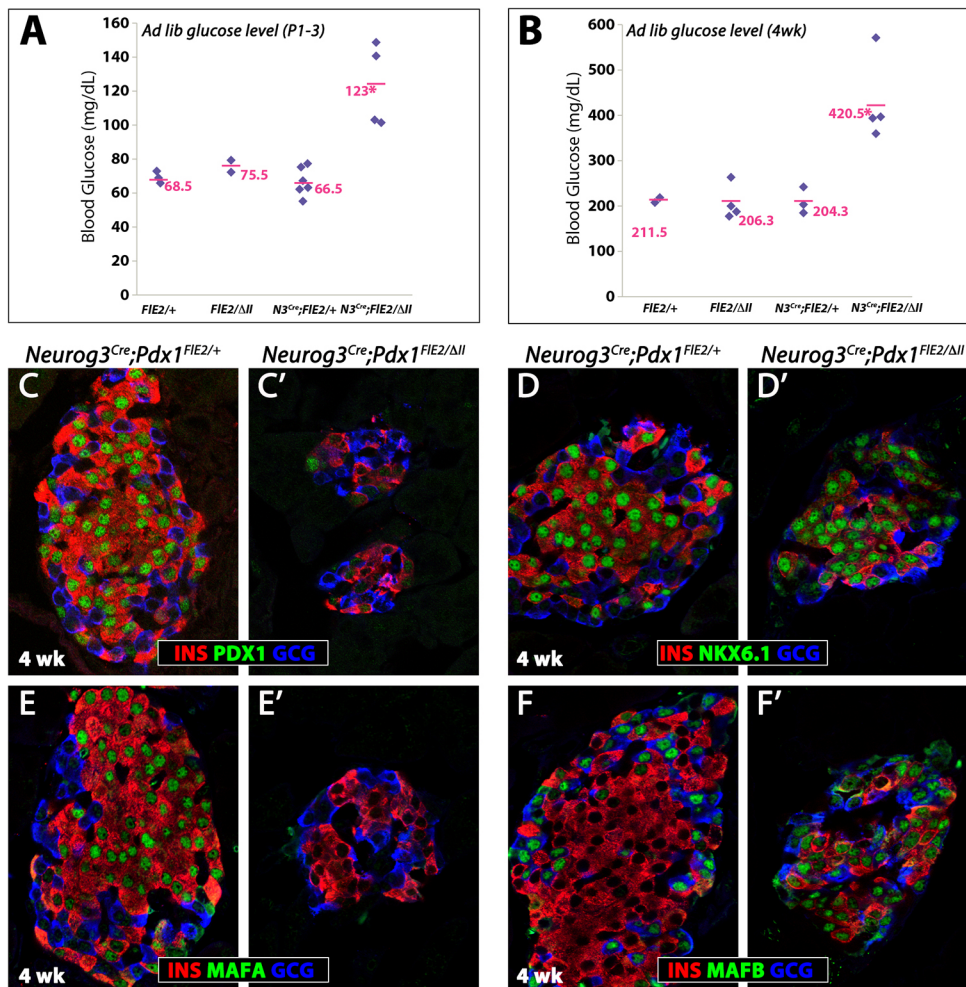 A
Ad lib glucose level (P1-3)
Blood Glucose (mg/dL)
160
140
120
100
80
60
40
20
0
68.5
75.5
66.5
123*
FlE2/+
FlE2/ΔII
N3Cre;FlE2/+
N3Cre;FlE2/ΔII
B
Ad lib glucose level (4wk)
Blood Glucose (mg/dL)
600
500
400
300
200
100
0
211.5
206.3
204.3
420.5*
FlE2/+
FlE2/ΔII
N3Cre;FlE2/+
N3Cre;FlE2/ΔII
Neurog3Cre;Pdx1FlE2/+
Neurog3Cre;Pdx1FlE2/ΔII
Neurog3Cre;Pdx1FlE2/+
Neurog3Cre;Pdx1FlE2/ΔII
C
C'
4 wk
INS PDX1 GCG
D
D'
4 wk
INS NKX6.1 GCG
E
E'
4 wk
INS MAFA GCG
F
F'
4 wk
INS MAFB GCG